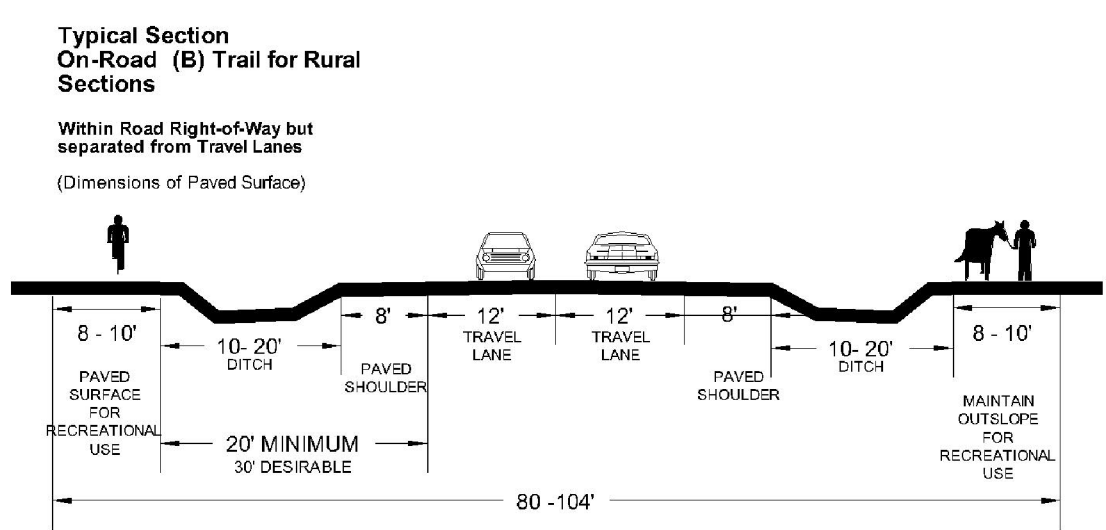 Typical Section
On-Road (B) Trail for Rural
Sections
Within Road Right-of-Way but
separated from Travel Lanes
(Dimensions of Paved Surface)
8 - 10'
PAVED
SURFACE
FOR
RECREATIONAL
USE
10- 20'
DITCH
8'
PAVED
SHOULDER
12'
TRAVEL
LANE
12'
TRAVEL
LANE
8'
PAVED
SHOULDER
10- 20'
DITCH
8 - 10'
MAINTAIN
OUTSLOPE
FOR
RECREATIONAL
USE
20' MINIMUM
30' DESIRABLE
80 -104'